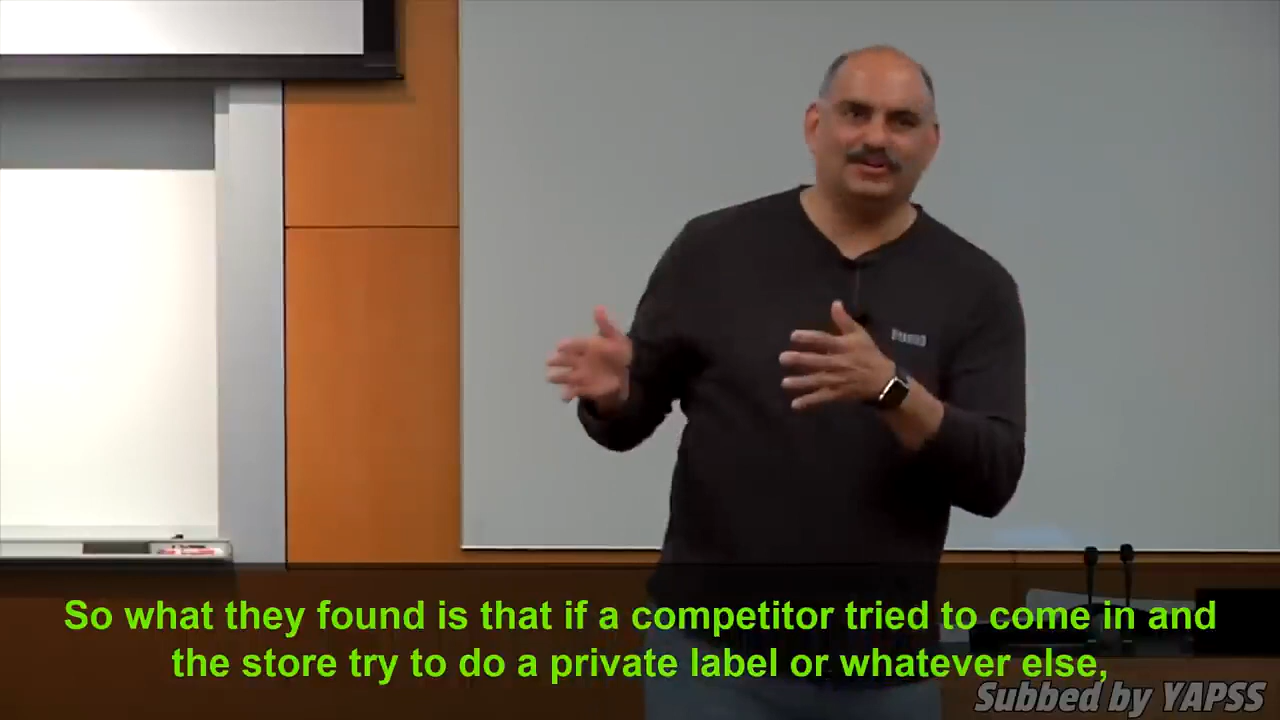 So what they found is that if a competitor tried to come in and
the store try to do a private label or whatever else,
Subbed by YAPSS